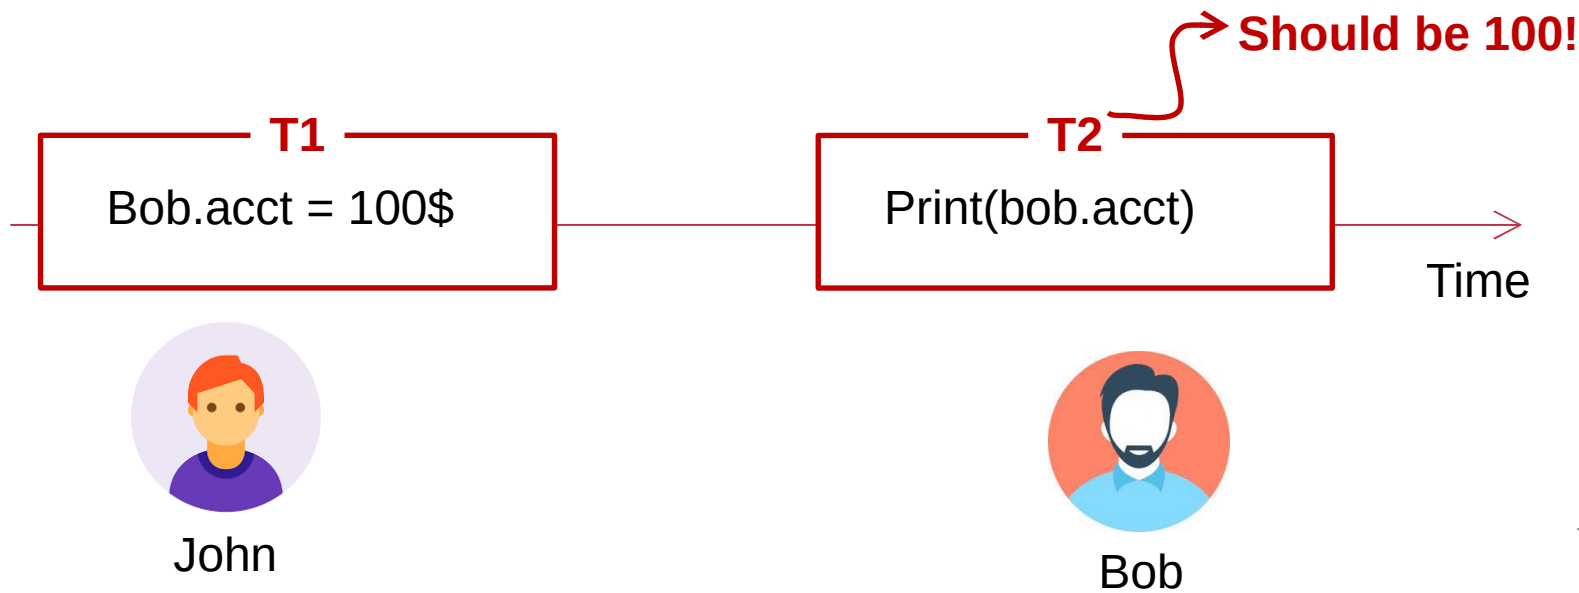 Should be 100!
T1
T2
Bob.acct = 100$
Print(bob.acct)
Time
John
Bob